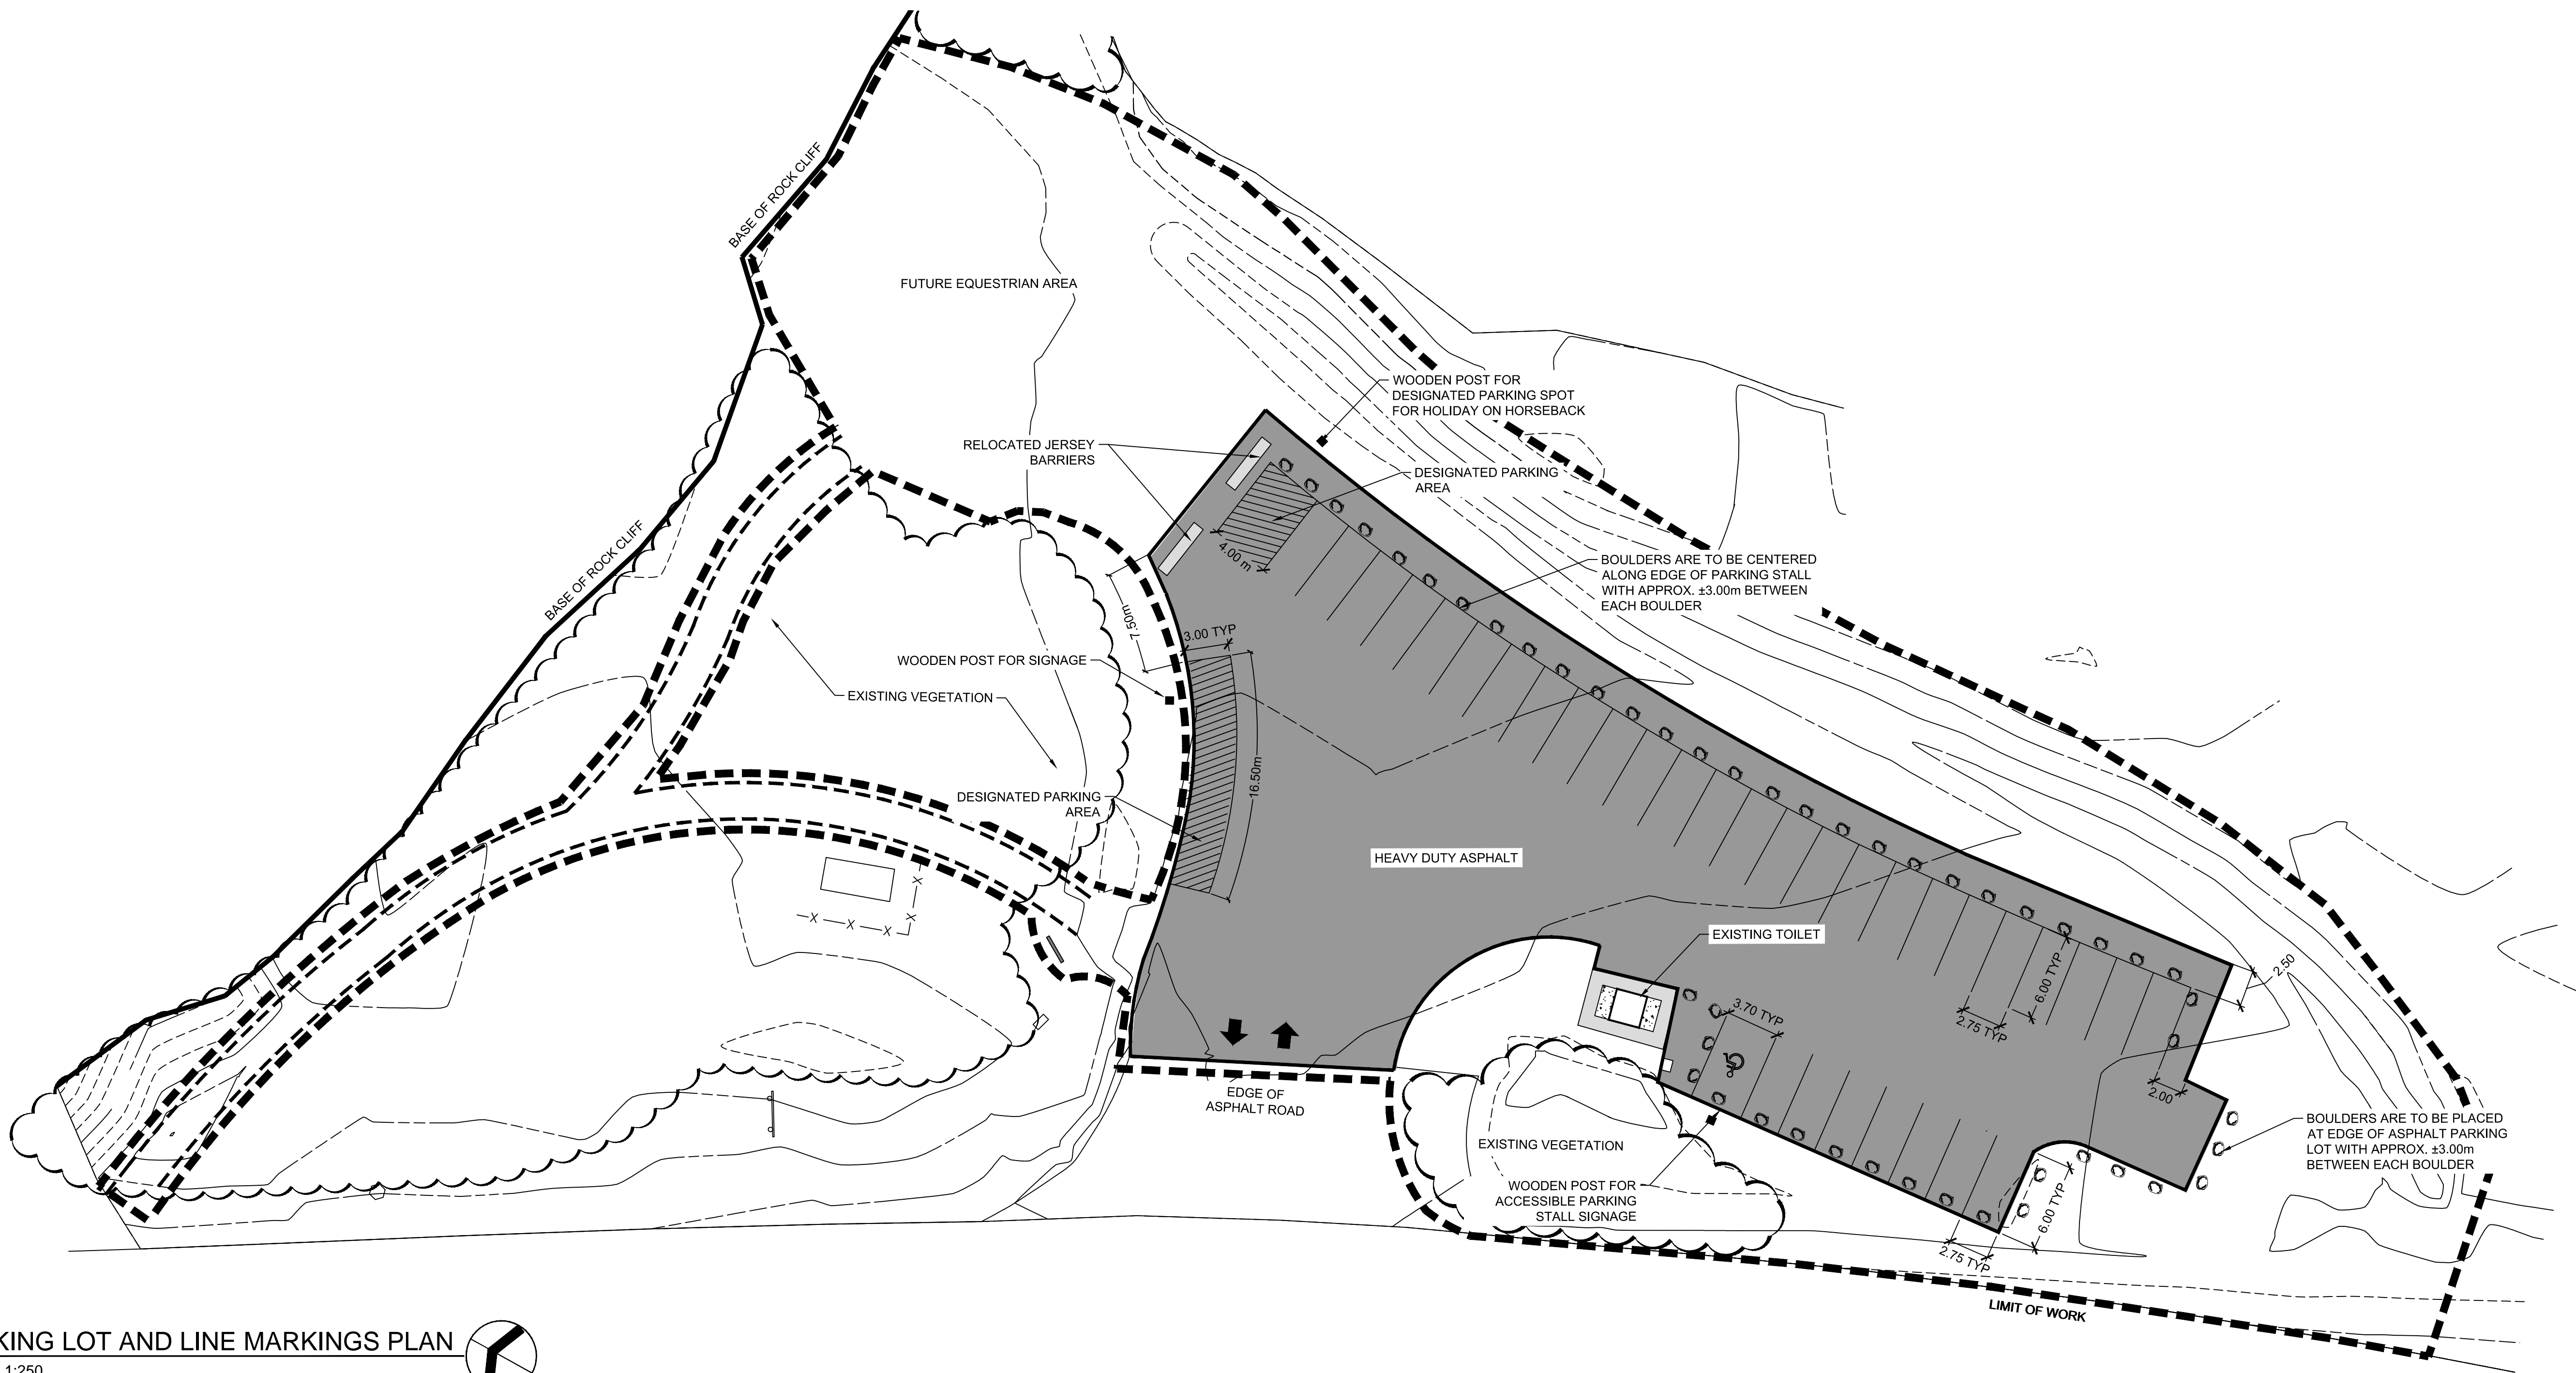 BASE OF ROCK CLIFF
FUTURE EQUESTRIAN AREA
WOODEN POST FOR
DESIGNATED PARKING SPOT
FOR HOLIDAY ON HORSEBACK
RELOCATED JERSEY
BARRIERS
DESIGNATED PARKING
AREA
4.00 m
BASE OF ROCK CLIFF
BOULDERS ARE TO BE CENTERED
ALONG EDGE OF PARKING STALL
WITH APPROX. ±3.00m BETWEEN
EACH BOULDER
7.50m
3.00 TYP
WOODEN POST FOR SIGNAGE
EXISTING VEGETATION
16.50m
DESIGNATED PARKING
AREA
HEAVY DUTY ASPHALT
X
X
X X X
EXISTING TOILET
2.50
6.00 TYP
2.75 TYP
3.70 TYP
2.00
EDGE OF
ASPHALT ROAD
BOULDERS ARE TO BE PLACED
AT EDGE OF ASPHALT PARKING
LOT WITH APPROX. ±3.00m
BETWEEN EACH BOULDER
EXISTING VEGETATION
WOODEN POST FOR
ACCESSIBLE PARKING
STALL SIGNAGE
6.00 TYP
2.75 TYP
LIMIT OF WORK
KING LOT AND LINE MARKINGS PLAN
1:250